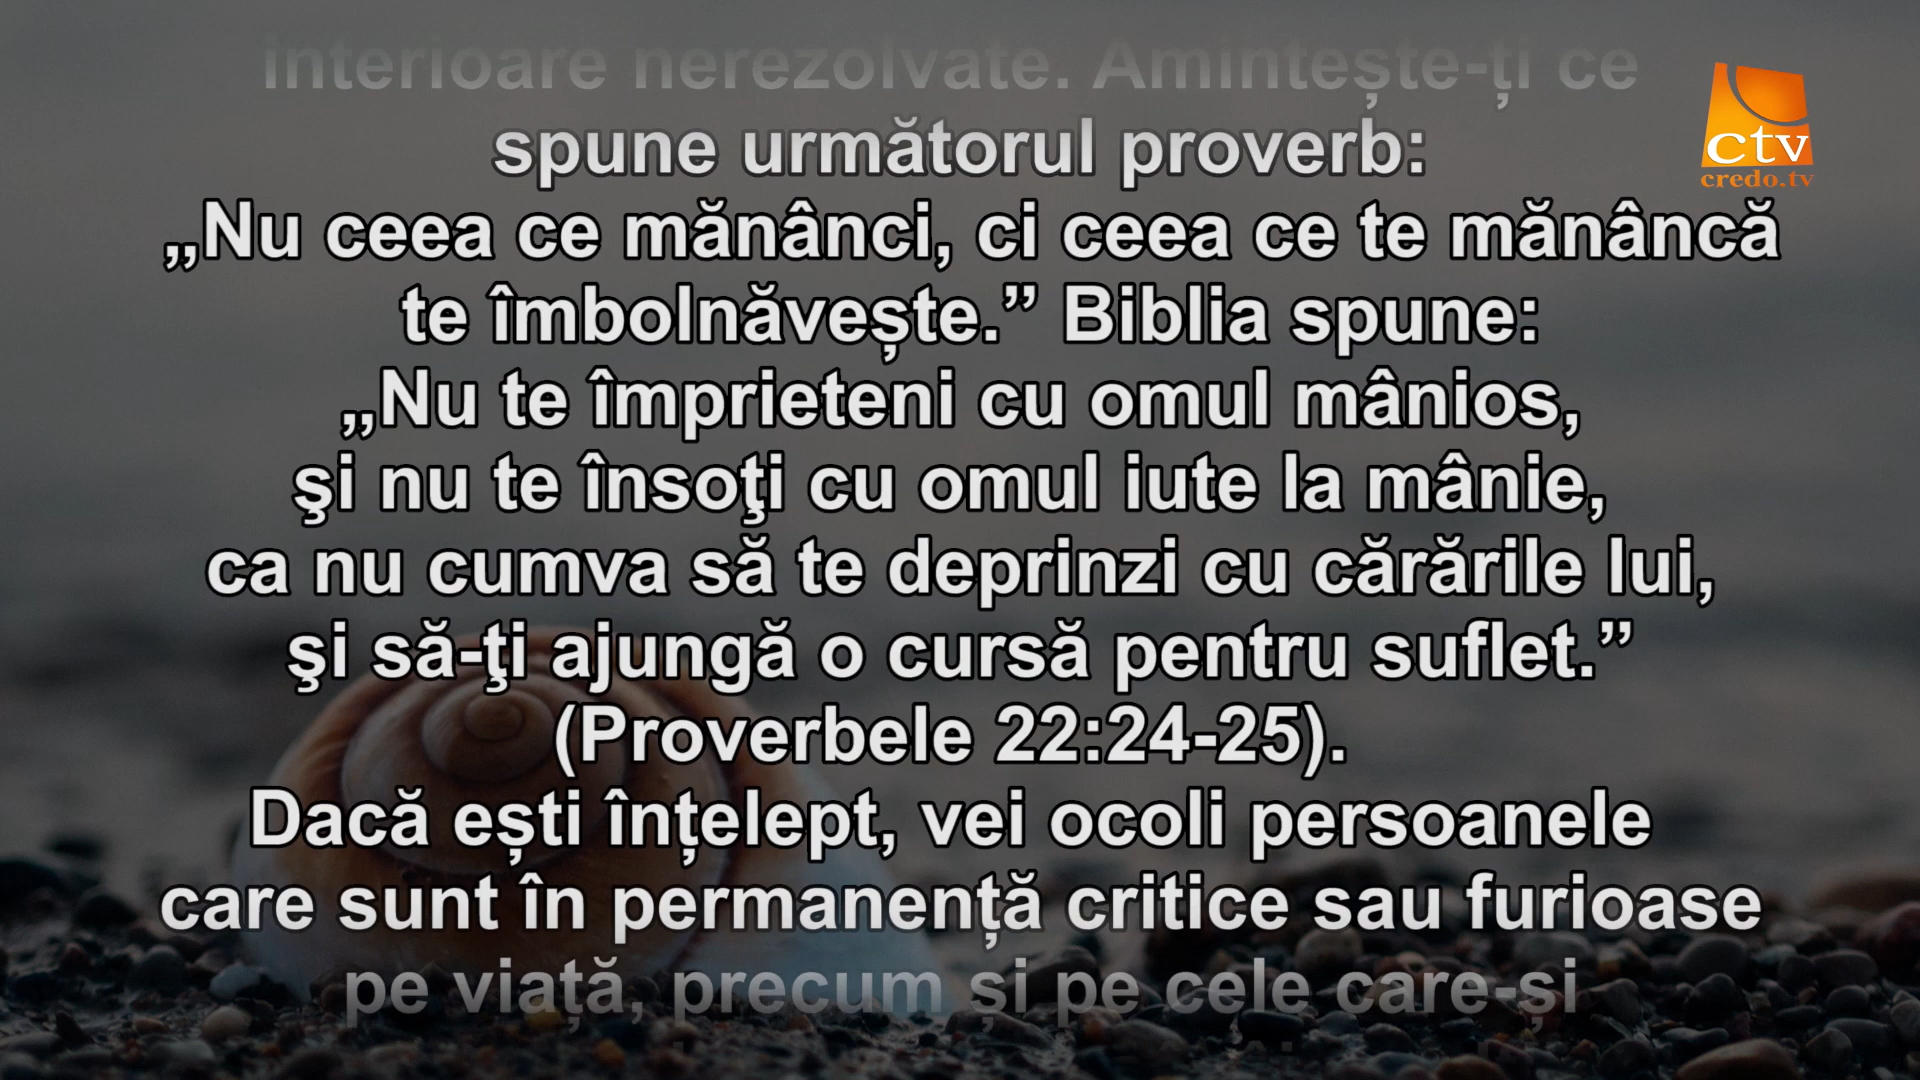 interioare nerezolvate. Amintește-ți ce
spune următorul proverb:
„Nu ceea ce mănânci, ci ceea ce te mănâncă
te îmbolnăvește.” Biblia spune:
„Nu te împrieteni cu omul mânios,
şi nu te însoţi cu omul iute la mânie,
ca nu cumva să te deprinzi cu cărările lui,
şi să-ţi ajungă o cursă pentru suflet.”
(Proverbele 22:24-25).
Dacă ești înțelept, vei ocoli persoanele
care sunt în permanență critice sau furioase
pe viață, precum și pe cele care-și
ctv
credo.tv